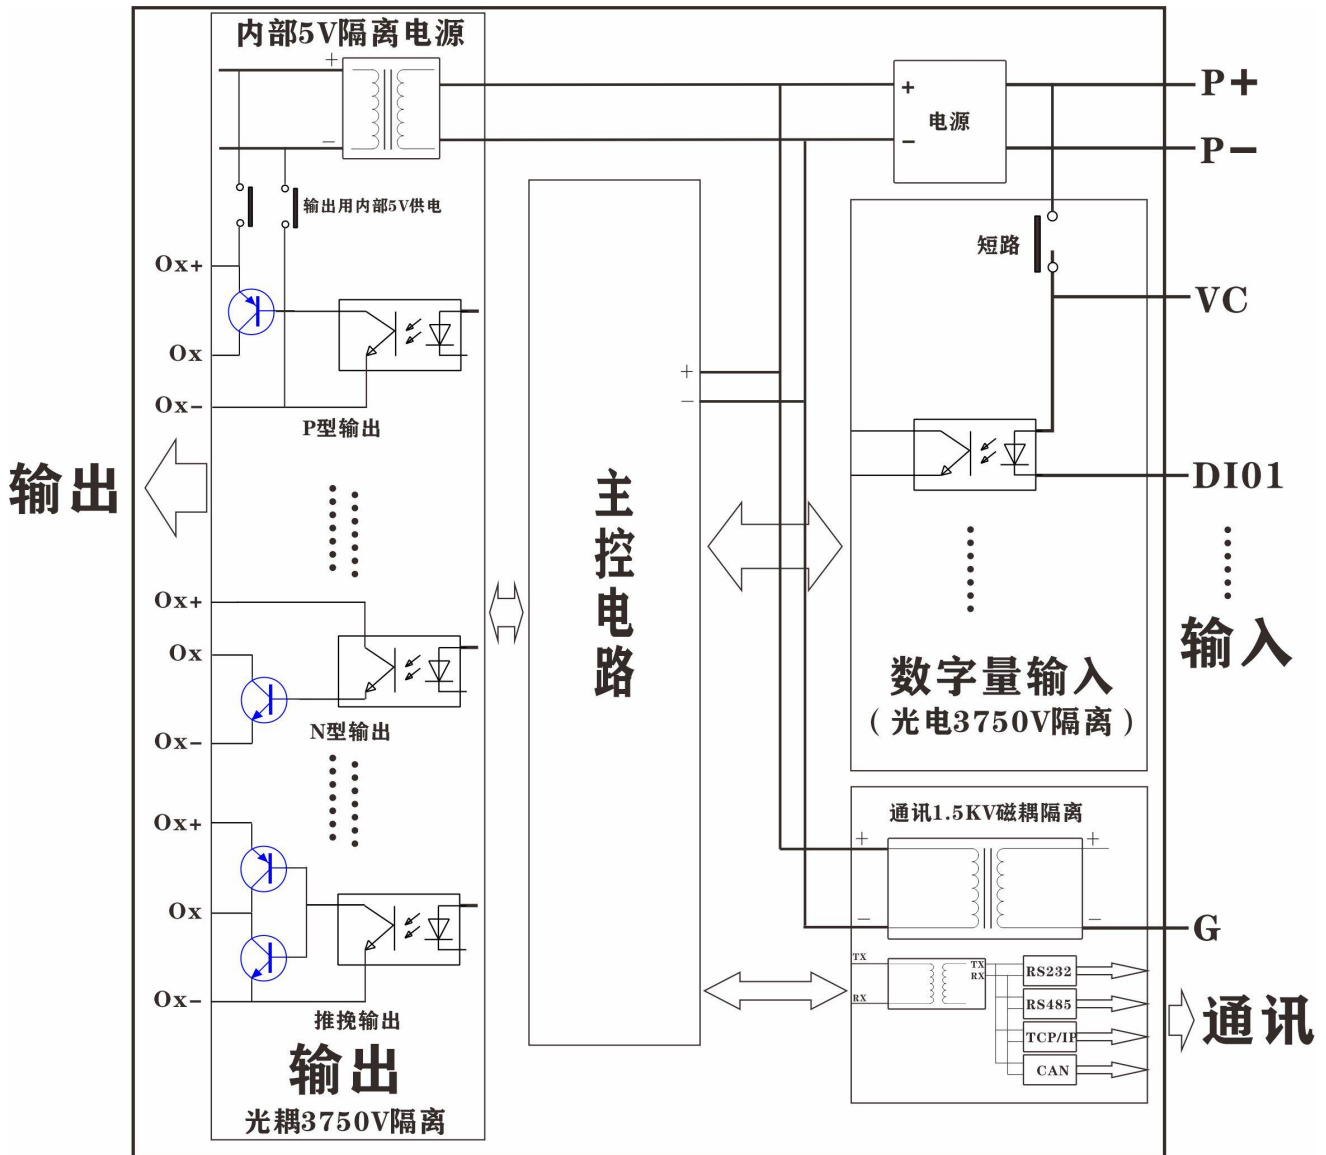 内部5V隔离电源
+
−
输出用内部5V供电
Ox+
Ox
Ox−
P型输出
输出
Ox+
Ox
Ox−
N型输出
Ox+
Ox
Ox−
推挽输出
输出
光耦3750V隔离
主控电路
+
−
+
−
电源
P+
P−
短路
VC
DI01
输入
数字量输入
(光电3750V隔离)
通讯1.5KV磁耦隔离
+
+
−
−
G
TX
RX
TX
RX
RS232
RS485
TCP/IP
CAN
通讯